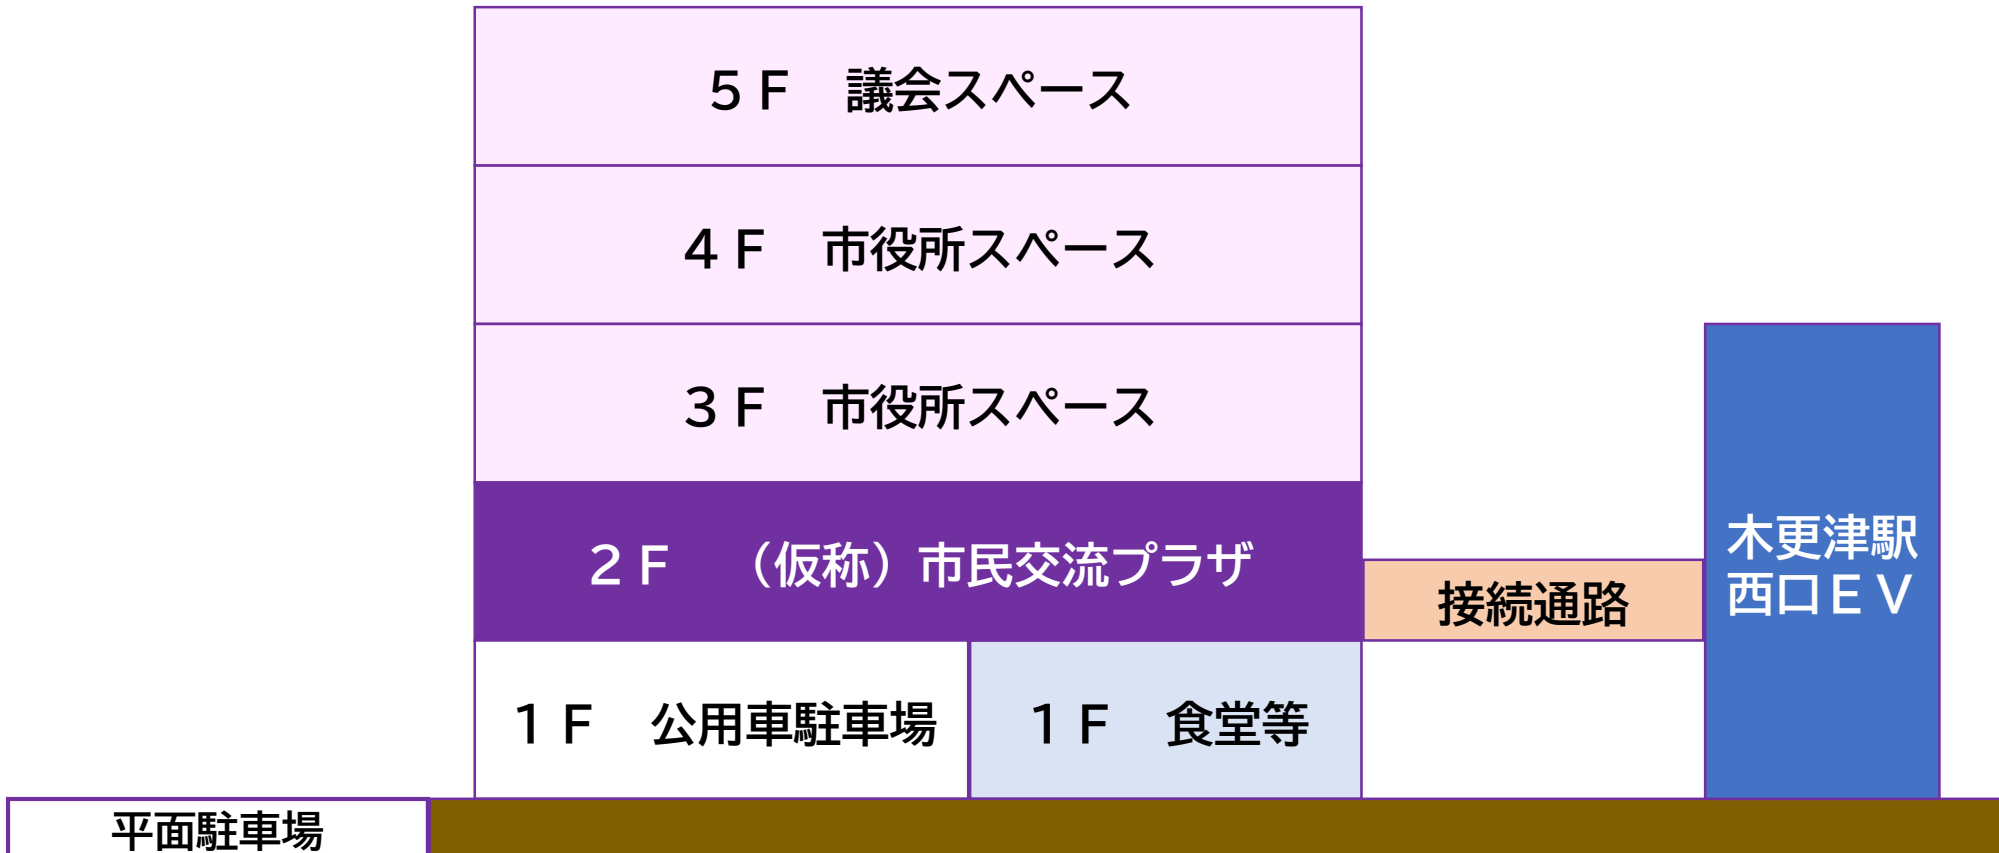 ５Ｆ　議会スペース
４Ｆ　市役所スペース
３Ｆ　市役所スペース
２Ｆ　（仮称）市民交流プラザ
接続通路
木更津駅
西口ＥＶ
１Ｆ　公用車駐車場
１Ｆ　食堂等
平面駐車場